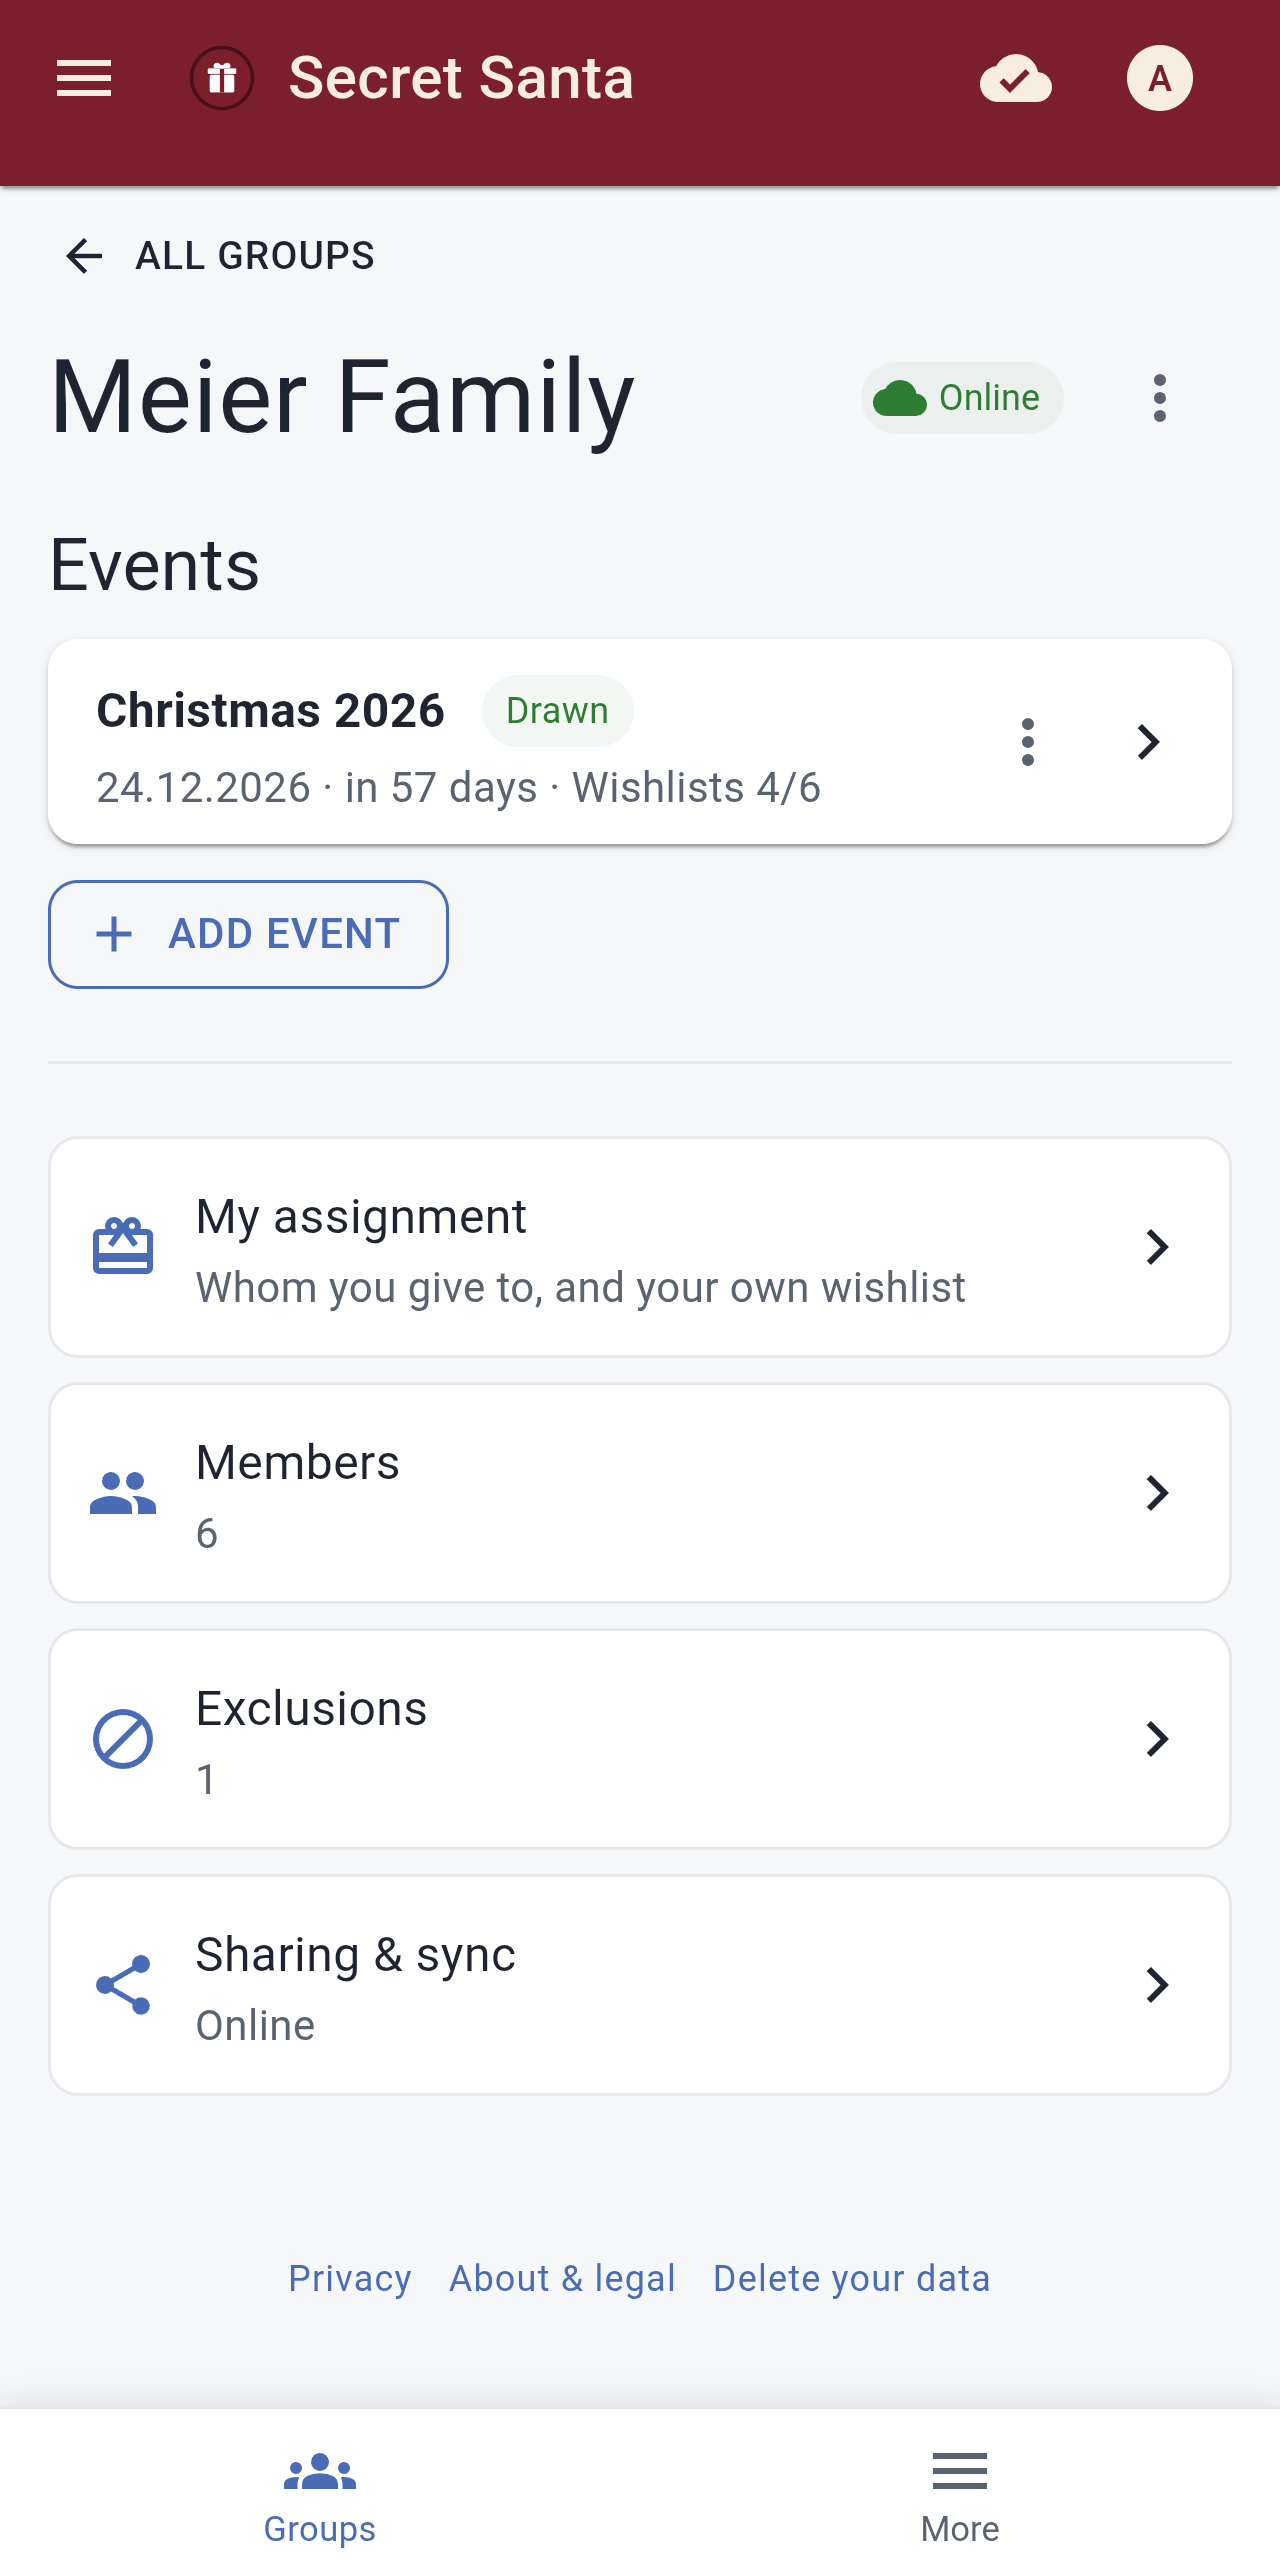 Secret Santa
A
ALL GROUPS
Meier Family
Online
Events
Christmas 2026
Drawn
24.12.2026 · in 57 days · Wishlists 4/6
ADD EVENT
My assignment
Whom you give to, and your own wishlist
Members
6
Exclusions
1
Sharing & sync
Online
Privacy
About & legal
Delete your data
Groups
More